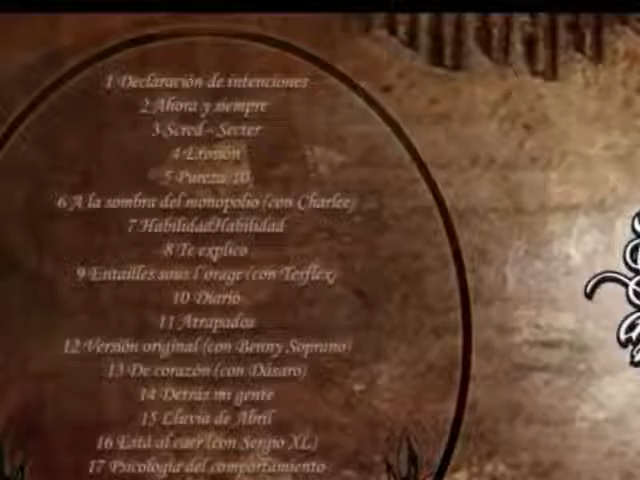 1 Declaración de intenciones
2 Ahora y siempre
3 Scred - Secter
4 Erosión
5 Pureza 10
6 A la sombra del monopolio (con Charlez)
7 HabilidadHabilidad
8 Te explico
9 Entailles sous l'orage (con Tesflex)
10 Diario
11 Atrapados
12 Versión original (con Benny Soprano)
13 De corazón (con Dásaro)
14 Detrás mi gente
15 Lluvia de Abril
16 Está al caer (con Sergio XL)
17 Psicología del comportamiento